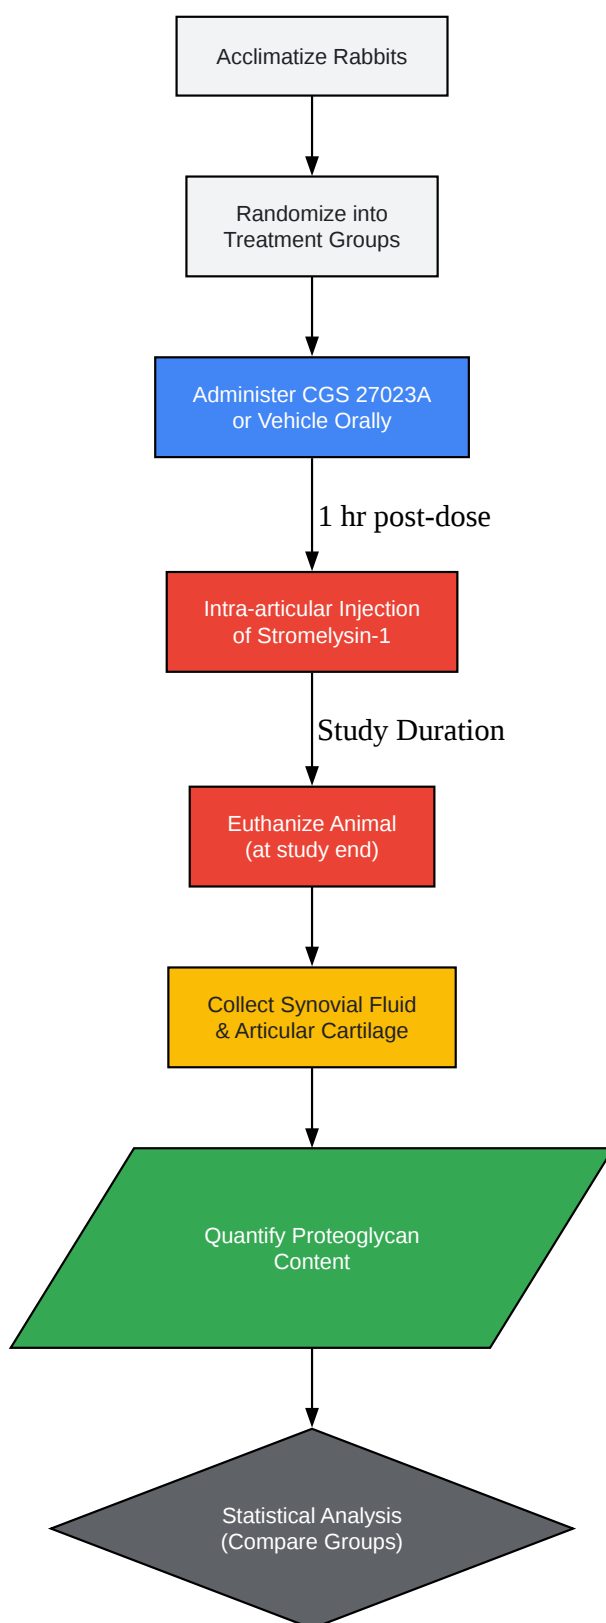 Acclimatize Rabbits
Randomize into
Treatment Groups
Administer CGS 27023A
or Vehicle Orally
1 hr post-dose
Intra-articular Injection
of Stromelysin-1
Study Duration
Euthanize Animal
(at study end)
Collect Synovial Fluid
& Articular Cartilage
Quantify Proteoglycan
Content
Statistical Analysis
(Compare Groups)